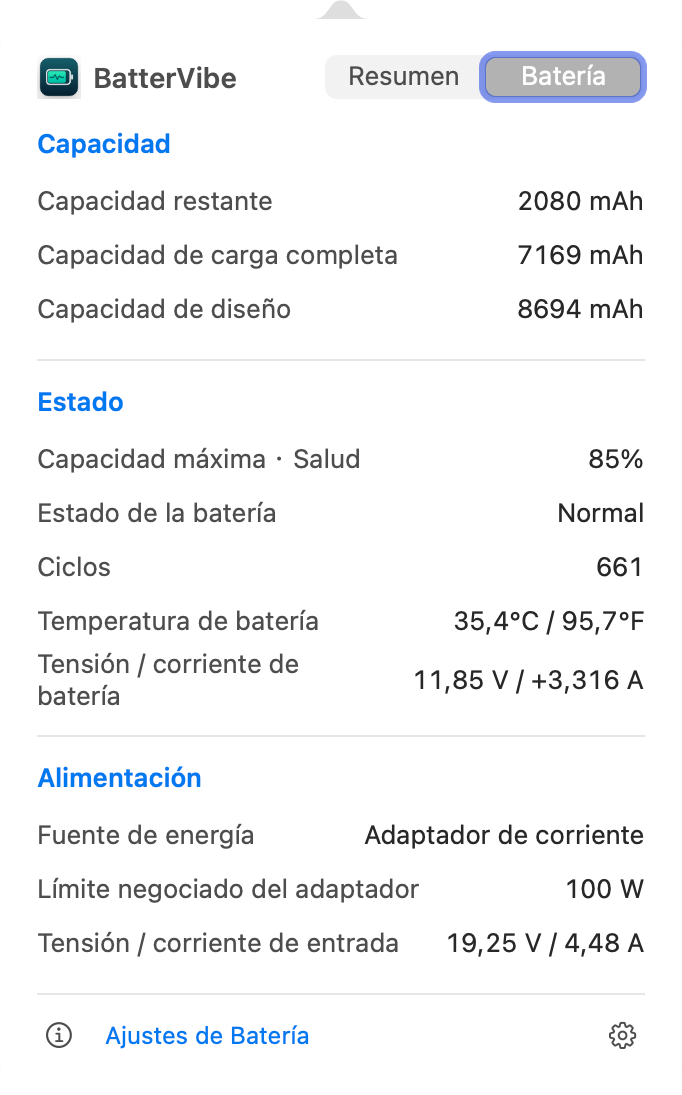 BatterVibe Resumen Batería
Capacidad
Capacidad restante 2080 mAh
Capacidad de carga completa 7169 mAh
Capacidad de diseño 8694 mAh
Estado
Capacidad máxima · Salud 85%
Estado de la batería Normal
Ciclos 661
Temperatura de batería 35,4°C / 95,7°F
Tensión / corriente de
batería 11,85 V / +3,316 A
Alimentación
Fuente de energía Adaptador de corriente
Límite negociado del adaptador 100 W
Tensión / corriente de entrada 19,25 V / 4,48 A
Ajustes de Batería